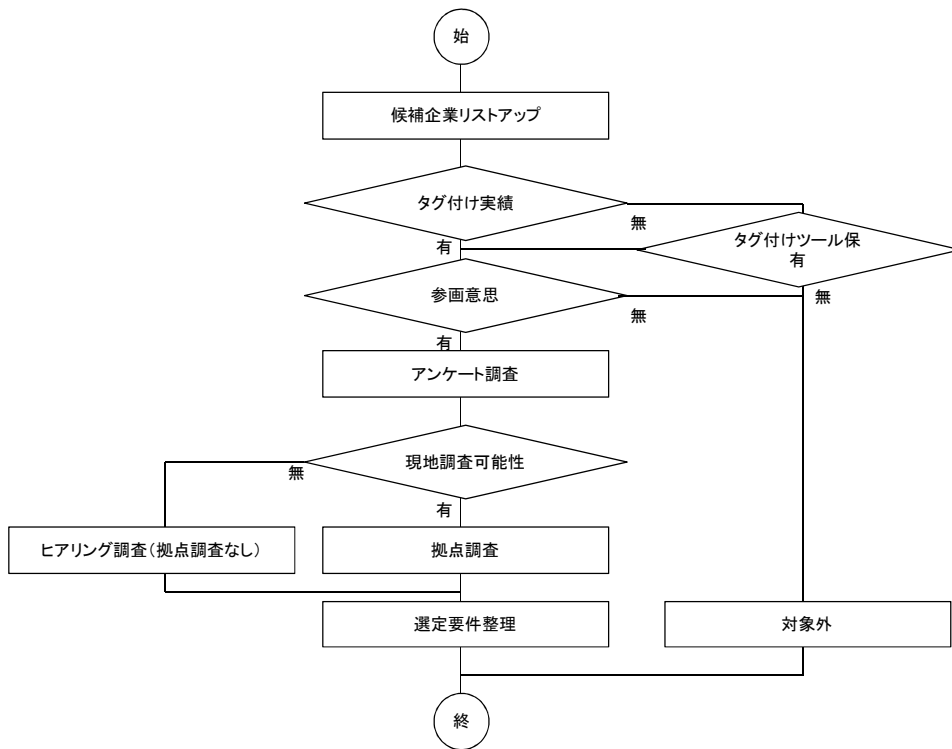 始
候補企業リストアップ
タグ付け実績
無
タグ付けツール保
有
有
無
参画意思
無
有
アンケート調査
現地調査可能性
無
有
ヒアリング調査（拠点調査なし）
拠点調査
選定要件整理
対象外
終